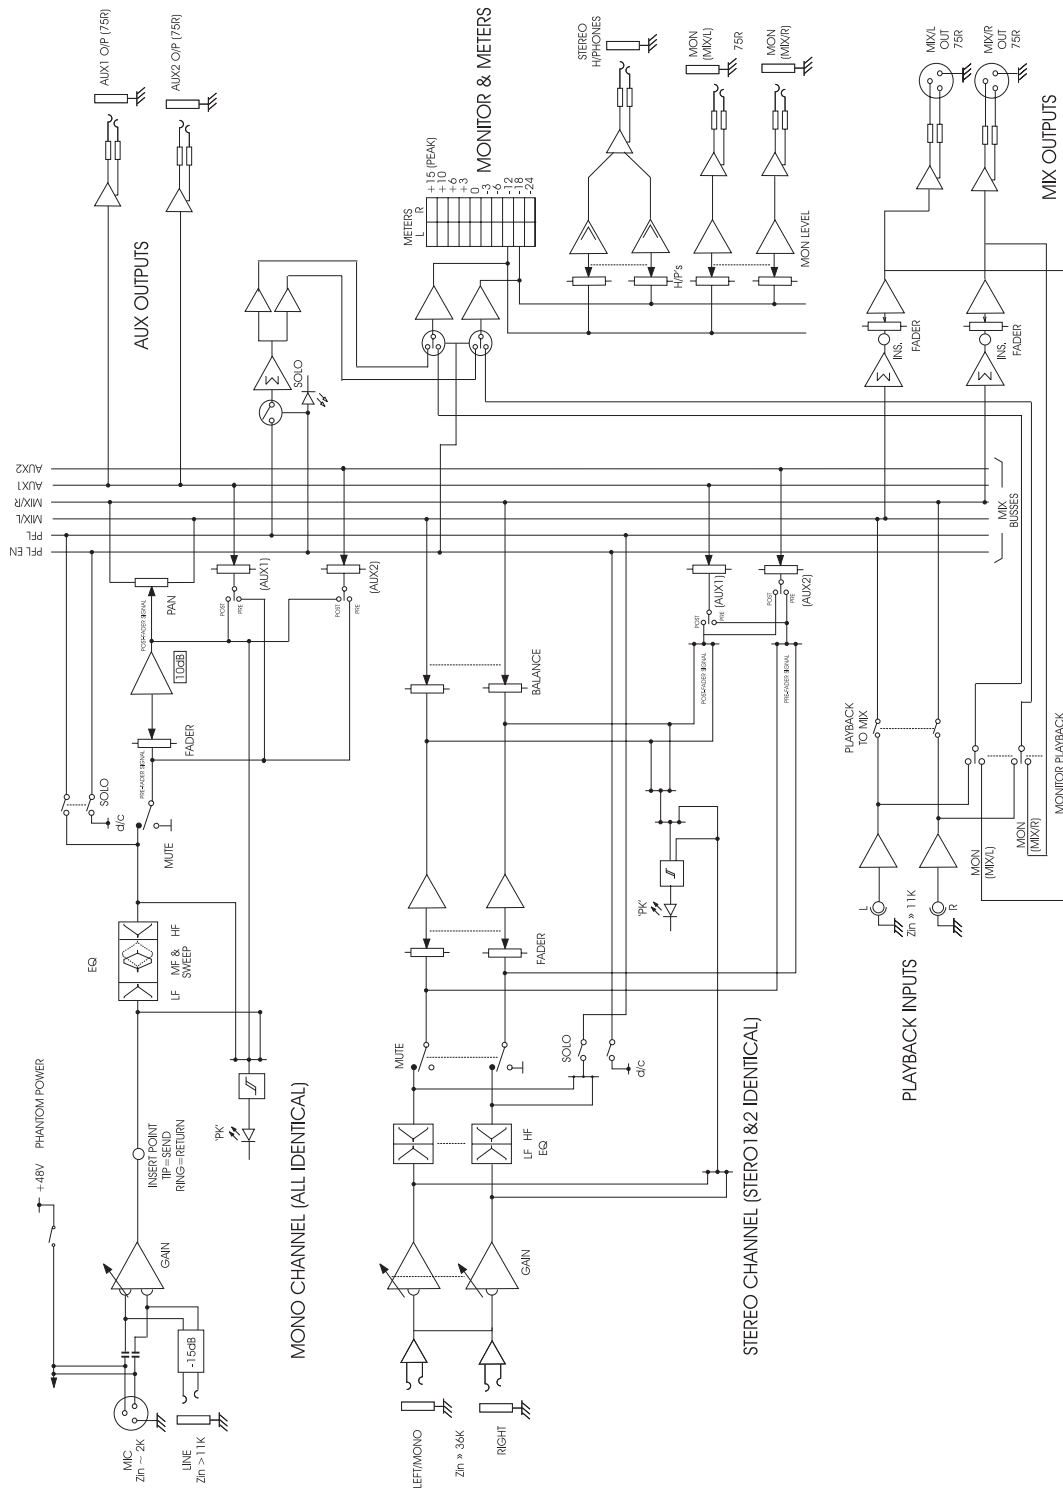 AUX1 O/P (75R)
AUX2 O/P (75R)
AUX OUTPUTS
METERS
L R
+15 (PEAK)
+10
+6
+3
0
-3
-6
-12
-18
-24
MONITOR & METERS
STEREO
H/PHONES
MON
(MIX/L)
75R
MON
(MIX/R)
H/P's
MON LEVEL
MIX/L
OUT
75R
MIX/R
OUT
75R
MIX OUTPUTS
INS.
FADER
INS.
FADER
SOLO
Σ
Σ
Σ
AUX2
AUX1
MIX/R
MIX/L
PFL
PFL EN
MIX
BUSSES
PAN
POST-FADER SIGNAL
10dB
FADER
PRE-FADER SIGNAL
(AUX1)
POST
PRE
(AUX2)
POST
PRE
SOLO
d/c
MUTE
EQ
HF
MF &
SWEEP
LF
+48V PHANTOM POWER
INSERT POINT
TIP=SEND
RING=RETURN
'PK'
GAIN
-15dB
MIC
Zin ~ 2K
LINE
Zin >11K
MONO CHANNEL (ALL IDENTICAL)
BALANCE
(AUX1)
POST
PRE
(AUX2)
POST
PRE
POST-FADER SIGNAL
PRE-FADER SIGNAL
FADER
'PK'
MUTE
SOLO
d/c
LF HF
EQ
GAIN
LEFT/MONO
Zin » 36K
RIGHT
STEREO CHANNEL (STERO1&2 IDENTICAL)
PLAYBACK
TO MIX
MON
(MIX/L)
MON
(MIX/R)
MONITOR PLAYBACK
L
Zin » 11K
R
PLAYBACK INPUTS